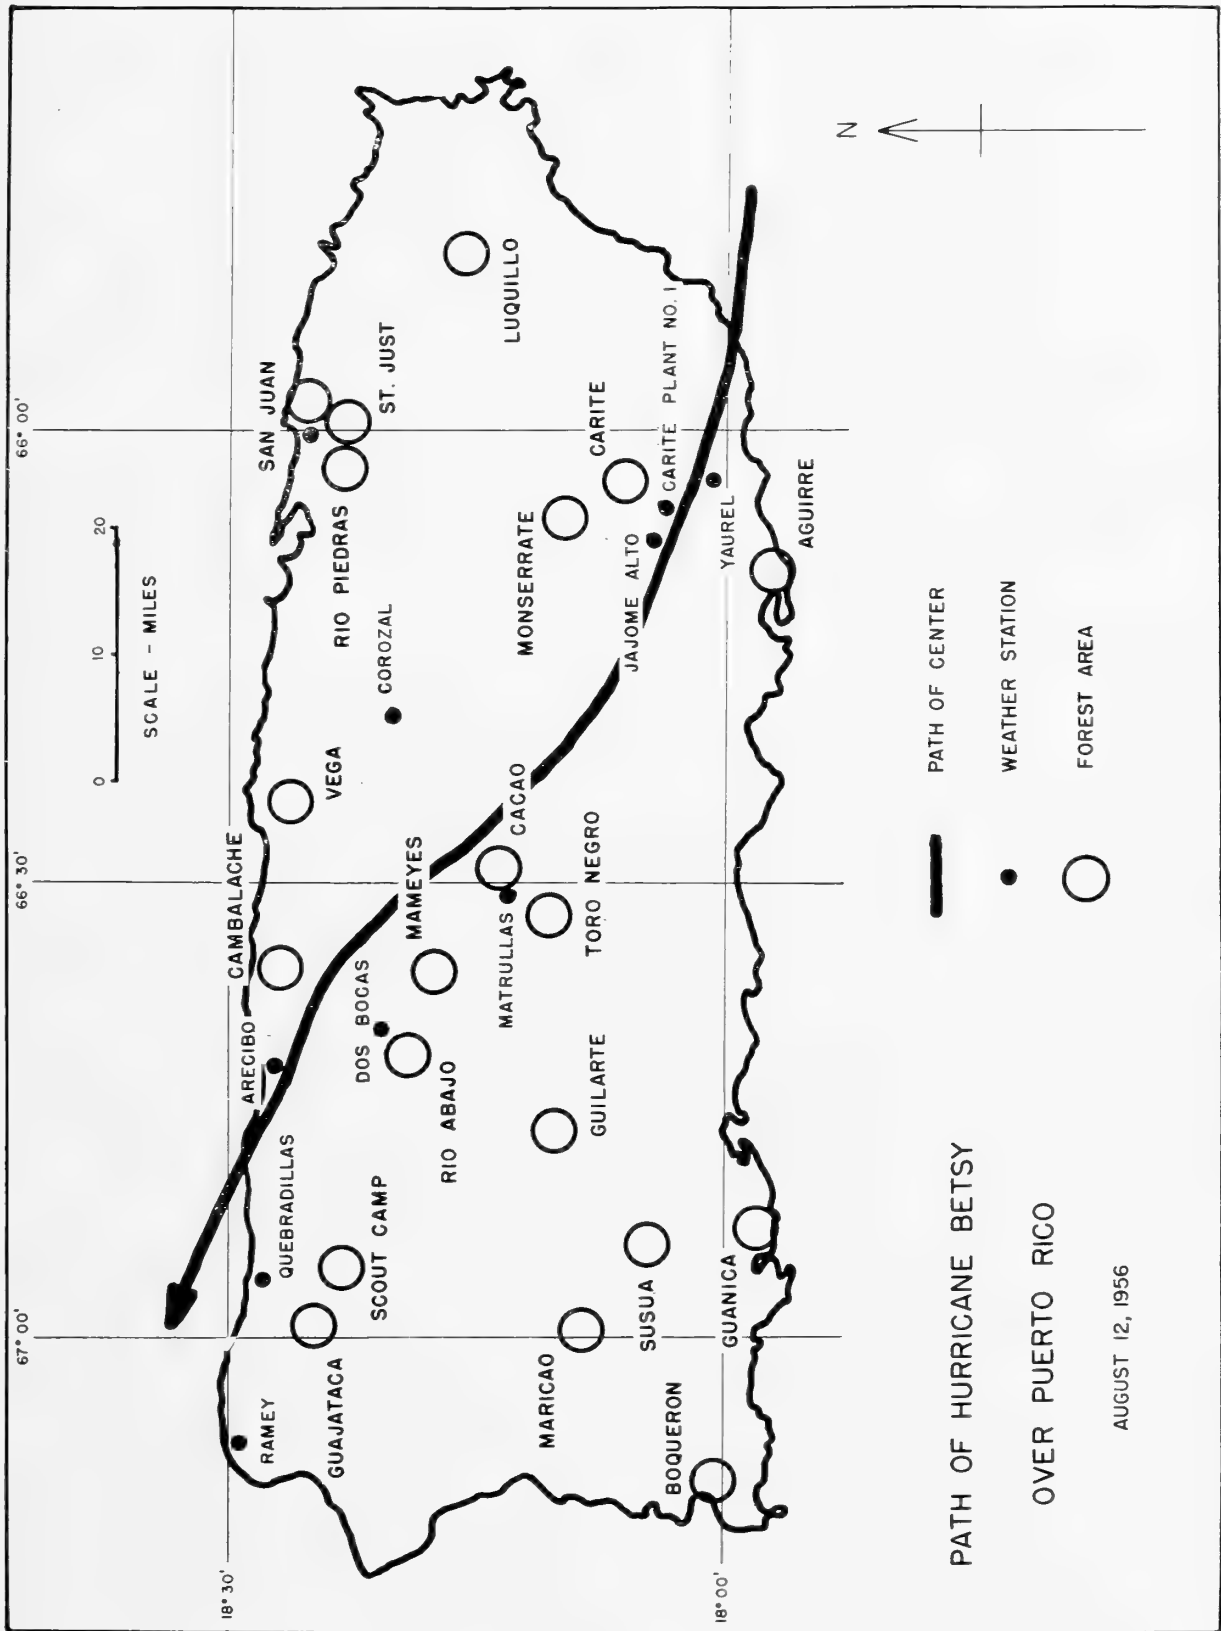 67° 00'
66° 30'
66° 00'
18° 30'
18° 00'
0 10 20
SCALE - MILES
N
RAMEY
QUEBRADILLAS
ARECIBO
CAMBALACHE
VEGA
SAN JUAN
GUAJATACA
SCOUT CAMP
DOS BOCAS
RIO ABAJO
MAMEYES
COROZAL
RIO PIEDRAS
ST. JUST
LUQUILLO
MATRULLAS
CACAO
TORO NEGRO
GUILARTE
MONSERRATE
CARITE
JAJOME ALTO
CARITE PLANT NO. 1
YAUREL
AGUIRRE
MARICAO
SUSUA
GUANICA
BOQUERON
PATH OF HURRICANE BETSY
OVER PUERTO RICO
AUGUST 12, 1956
PATH OF CENTER
WEATHER STATION
FOREST AREA